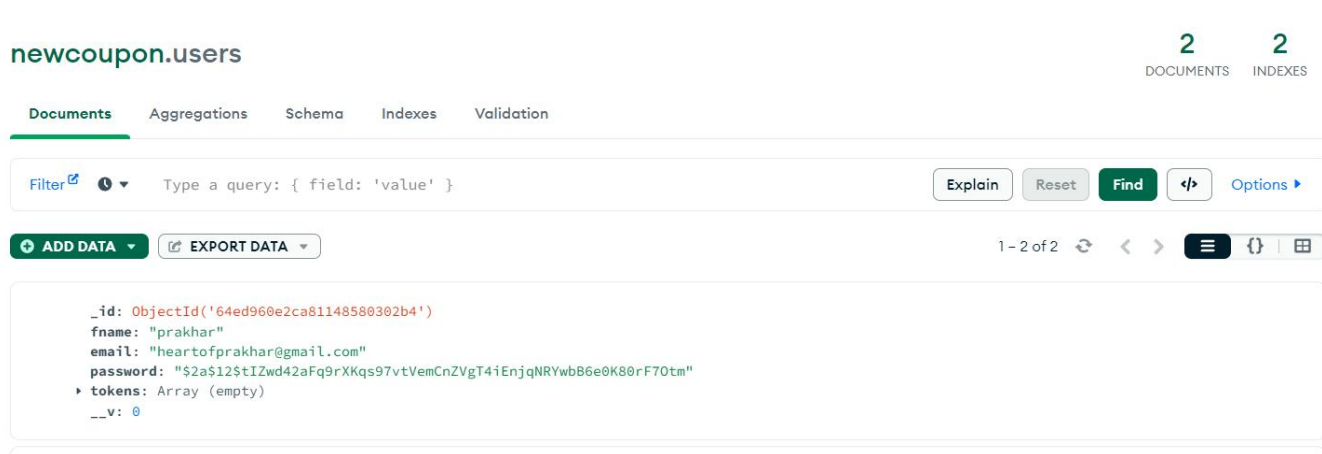 newcoupon.users
2 DOCUMENTS 2 INDEXES
Documents Aggregations Schema Indexes Validation
Filter Type a query: { field: 'value' } Explain Reset Find </> Options
ADD DATA EXPORT DATA 1 – 2 of 2 {}
_id: ObjectId('64ed960e2ca81148580302b4')
fname: "prakhar"
email: "heartofprakhar@gmail.com"
password: "$2a$12$tIZwd42aFq9rXKqs97vtVemCnZVgT4iEnjqNRYwbB6e0K80rF7Otm"
tokens: Array (empty)
__v: 0